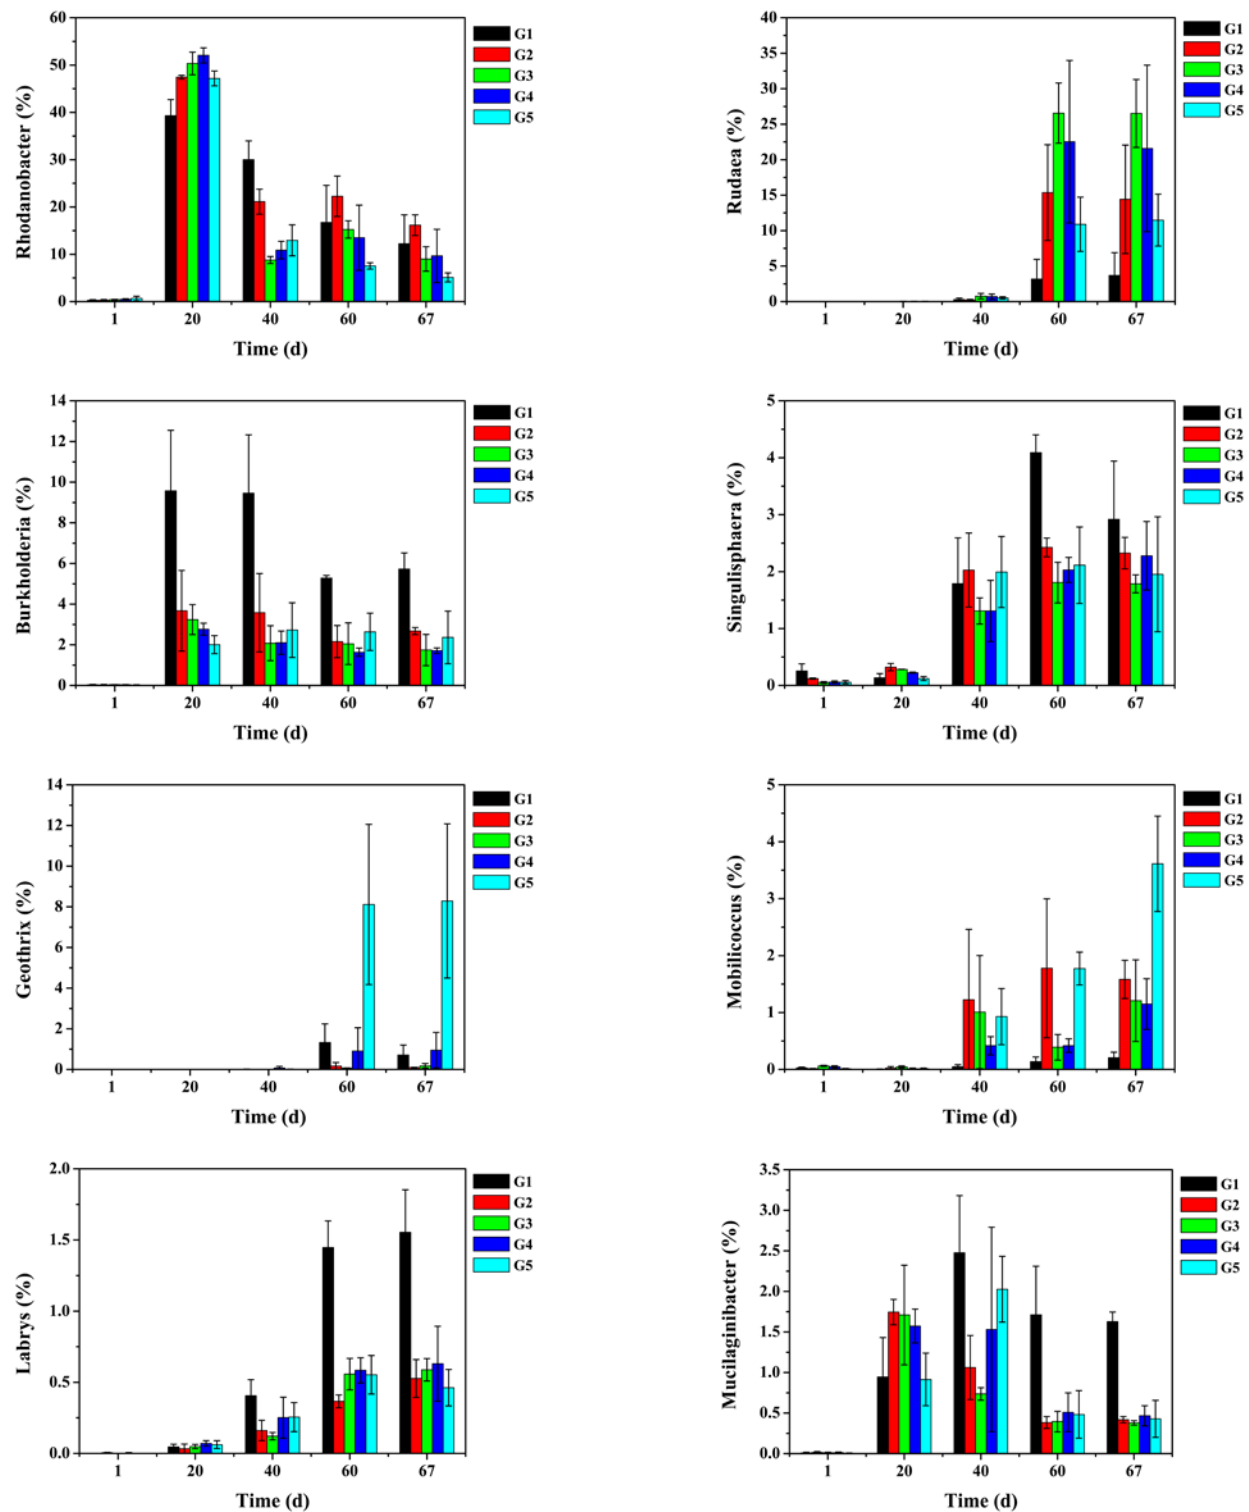 Rhodanobacter (%)
60
50
40
30
20
10
0
1 20 40 60 67
Time (d)
G1
G2
G3
G4
G5
Rudaea (%)
40
35
30
25
20
15
10
5
0
1 20 40 60 67
Time (d)
G1
G2
G3
G4
G5
Burkholderia (%)
14
12
10
8
6
4
2
0
1 20 40 60 67
Time (d)
G1
G2
G3
G4
G5
Singulisphaera (%)
5
4
3
2
1
0
1 20 40 60 67
Time (d)
G1
G2
G3
G4
G5
Geothrix (%)
14
12
10
8
6
4
2
0
1 20 40 60 67
Time (d)
G1
G2
G3
G4
G5
Mobilicoccus (%)
5
4
3
2
1
0
1 20 40 60 67
Time (d)
G1
G2
G3
G4
G5
Labrys (%)
2.0
1.5
1.0
0.5
0.0
1 20 40 60 67
Time (d)
G1
G2
G3
G4
G5
Mucilaginibacter (%)
3.5
3.0
2.5
2.0
1.5
1.0
0.5
0.0
1 20 40 60 67
Time (d)
G1
G2
G3
G4
G5